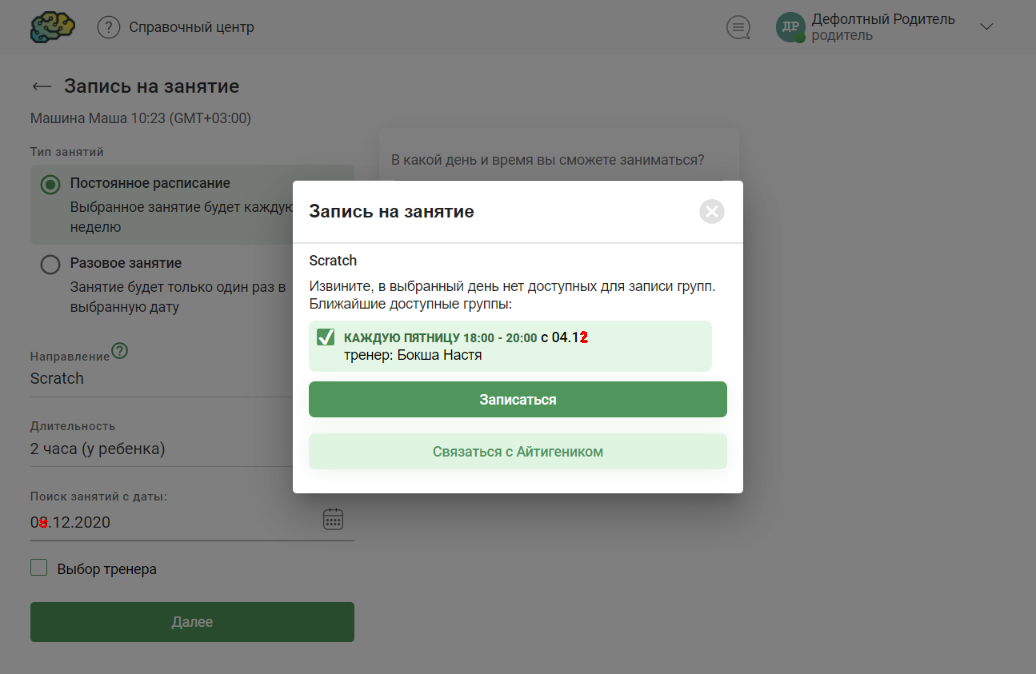 Справочный центр
ДР
Дефолтный Родитель
родитель
Запись на занятие
Машина Маша 10:23 (GMT+03:00)
Тип занятий
Постоянное расписание
Выбранное занятие будет каждую
неделю
Разовое занятие
Занятие будет только один раз в
выбранную дату
Направление
Scratch
Длительность
2 часа (у ребенка)
Поиск занятий с даты:
.12.2020
Выбор тренера
Далее
В какой день и время вы сможете заниматься?
Запись на занятие
Scratch
Извините, в выбранный день нет доступных для записи групп.
Ближайшие доступные группы:
КАЖДУЮ ПЯТНИЦУ 18:00 - 20:00 с 04.12
тренер: Бокша Настя
Записаться
Связаться с Айтигеником